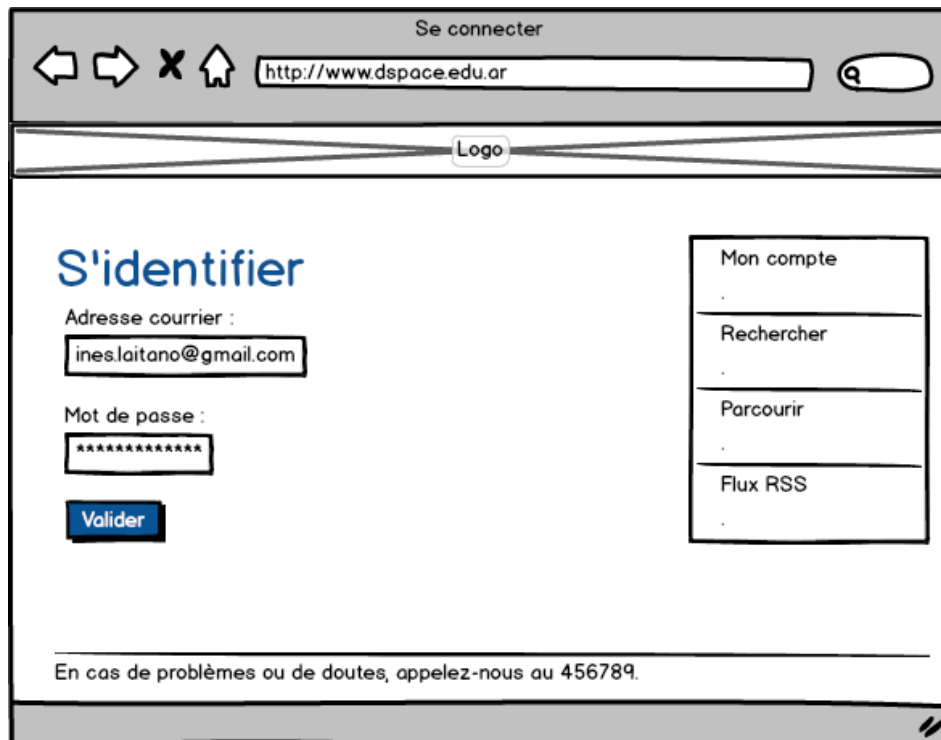 Se connecter
http://www.dspace.edu.ar
Logo
S'identifier
Adresse courrier :
ines.laitano@gmail.com
Mot de passe :
*************
Valider
Mon compte
.
Rechercher
.
Parcourir
.
Flux RSS
.
En cas de problèmes ou de doutes, appelez-nous au 456789.